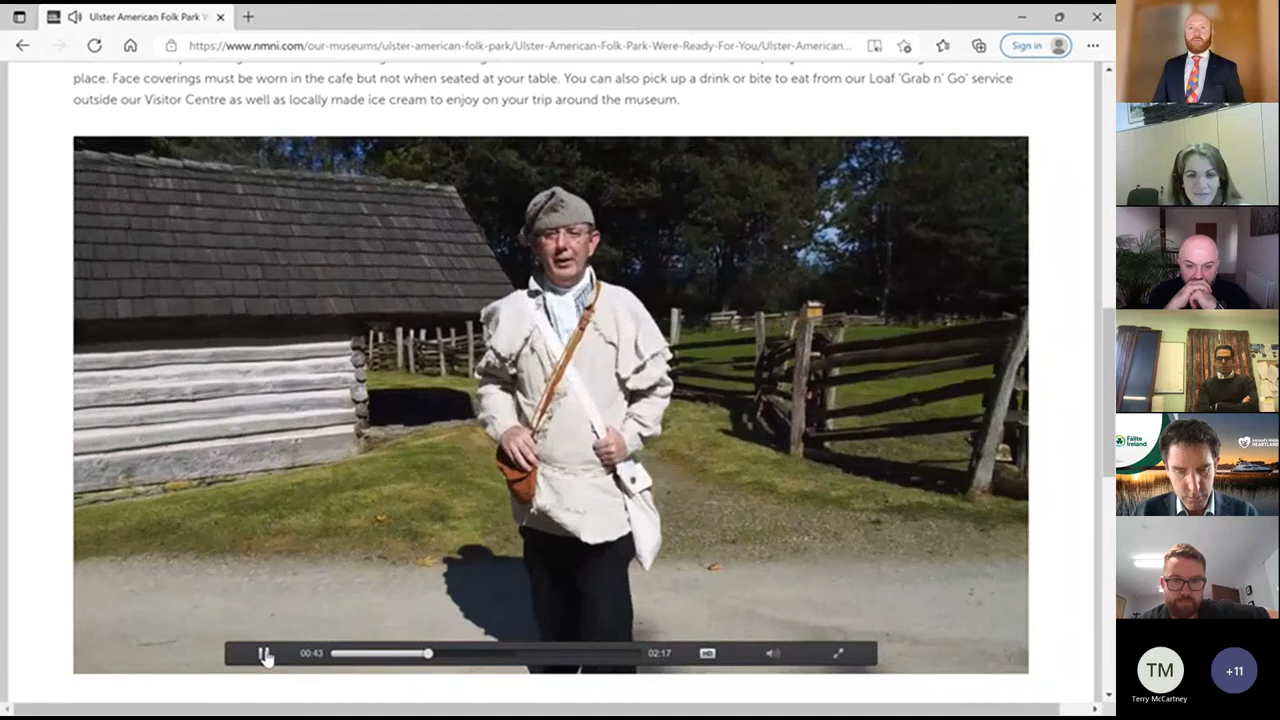 Ulster American Folk Park W
https://www.nmni.com/our-museums/ulster-american-folk-park/Ulster-American-Folk-Park-Were-Ready-For-You/Ulster-American...
Sign in
place. Face coverings must be worn in the cafe but not when seated at your table. You can also pick up a drink or bite to eat from our Loaf 'Grab n' Go' service
outside our Visitor Centre as well as locally made ice cream to enjoy on your trip around the museum.
00:43
02:17
HD
Fáilte
Ireland
HEARTLANDS
TM
+11
Terry McCartney